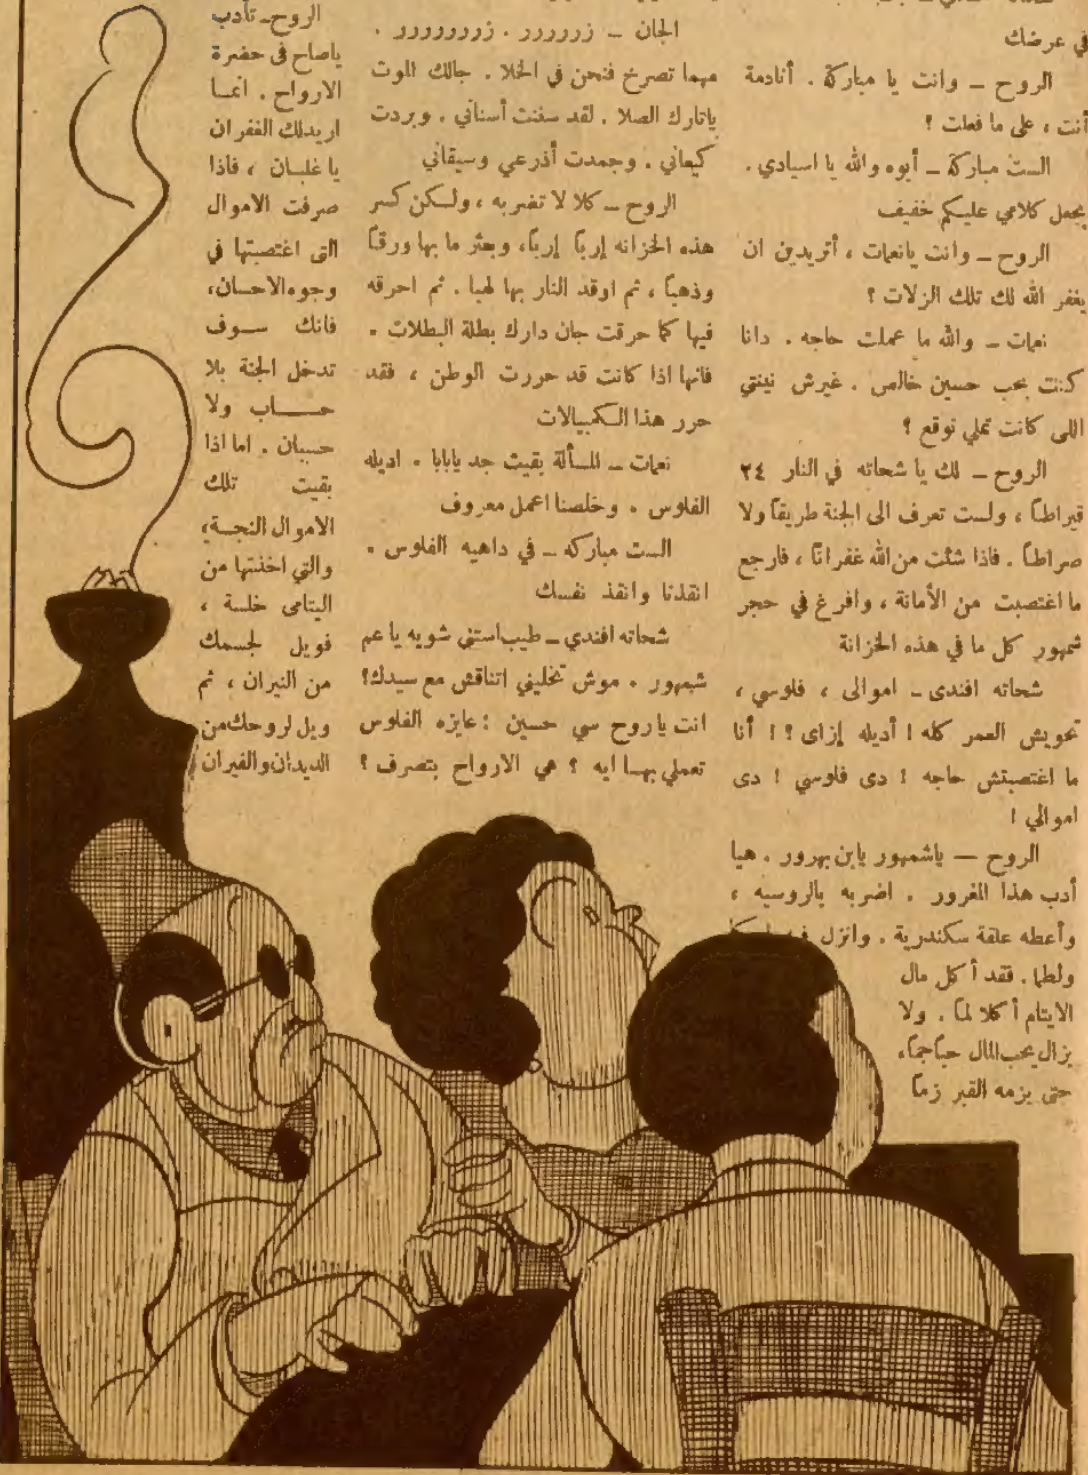 في عرضك
الروح – وانت يا مباركة . أنادمة
أنت ، على ما فعلت ؟
الست مباركة – أيوه والله يا اسيادي .
يجعل كلامي عليكم خفيف
الروح – وانت يانعمات ، أتريدين ان
يغفر الله لك تلك الزلات ؟
نعمات – والله ما عملت حاجه . دانا
كنت بحب حسين خالص . غيرش نينتي
اللى كانت تملي توقع ؟
الروح – لك يا شحاته في النار ٢٤
قيراطاً ، ولست تعرف الى الجنة طريقاً ولا
صراطاً . فاذا شئت من الله غفراناً ، فارجع
ما اغتصبت من الأمانة ، وافرغ في حجر
شمهور كل ما في هذه الخزانة
شحاته افندى – اموالى ، فلوسي ،
تحويش العمر كله ! أديله إزاى ؟ ! أنا
ما اغتصبتش حاجه ! دى فلوسي ! دى
اموالي !
الروح — ياشمهور يابن بهرور . هيا
أدب هذا المغرور . اضربه بالروسيه ،
وأعطه علقة سكندرية . وانزل
ولطما . فقد أكل مال
الايتام أكلا لماً . ولا
يزال يحب المال حباً جماً،
حتى يزمه القبر زماً
الجان – زرررر . زررررررر .
مهما تصرخ فنحن في الخلا . جالك الموت
ياتارك الصلا . لقد سننت أسناني . وبردت
كيعاني . وجمدت أذرعي وسيقاني
الروح – كلا لا تضربه ، ولكن كسر
هذه الخزانه إرباً إرباً، وبعثر ما بها ورقاً
وذهباً ، ثم اوقد النار بها لهبا . ثم احرقه
فيها كما حرقت جان دارك بطلة البطلات .
فانها اذا كانت قد حررت الوطن ، فقد
حرر هذا الكمبيالات
نعمات – المسألة بقيت جد يابابا . اديله
الفلوس . وخلصنا اعمل معروف
الست مباركه – في داهيه الفلوس .
انقذنا وانقذ نفسك
شحاته افندي – طيب استنى شويه يا عم
شمهور . موش تخليني اتناقش مع سيدك؟
انت ياروح سي حسين : عايزه الفلوس
تعملي بها ايه ؟ هي الارواح بتصرف ؟
الروح – تأدب
ياصاح فى حضرة
الارواح . انما
اريدلك الغفران
يا غلبان ، فاذا
صرفت الاموال
التى اغتصبتها في
وجوه الاحسان،
فانك سوف
تدخل الجنة بلا
حساب ولا
حسبان . اما اذا
بقيت تلك
الاموال النجسة،
والتي اخذتها من
اليتامى خلسة ،
فويل لجسمك
من النيران ، ثم
ويل لروحك من
الديدان والفيران